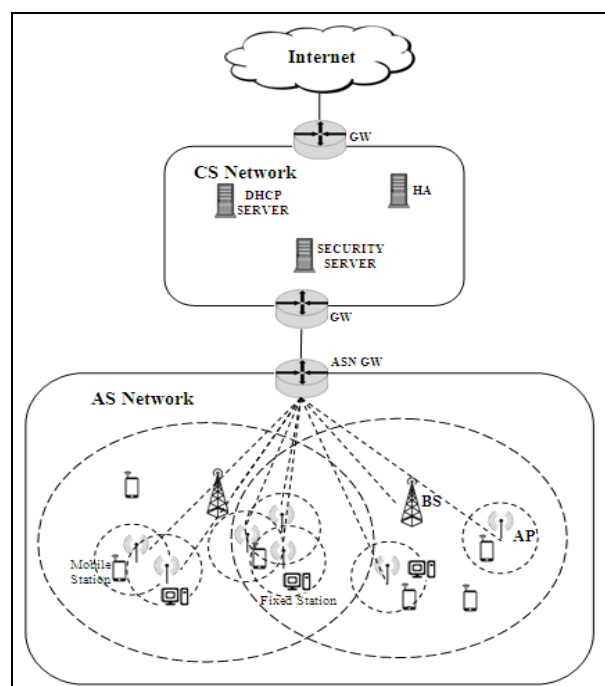 Internet
GW
CS Network
DHCP
SERVER
HA
SECURITY
SERVER
GW
ASN GW
AS Network
BS
AP
Mobile
Station
Fixed Station